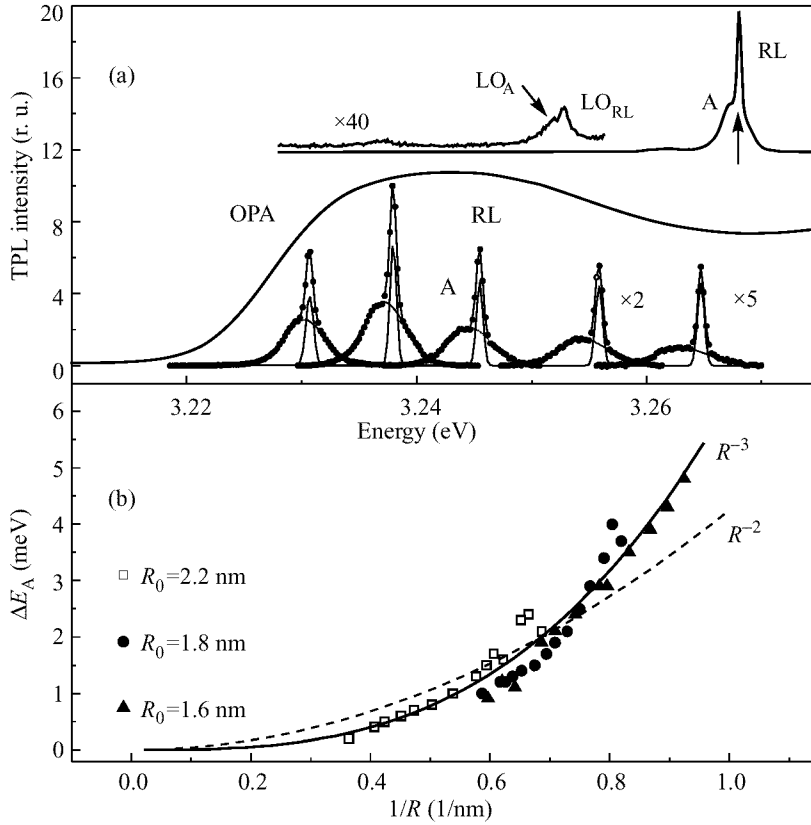 20
16
12
8
4
0
TPL intensity (r. u.)
(a)
LO_A
LO_RL
×40
A
RL
OPA
RL
A
×2
×5
3.22
3.24
3.26
Energy (eV)
6
5
4
3
2
1
0
ΔE_A (meV)
(b)
R⁻³
R⁻²
R₀=2.2 nm
R₀=1.8 nm
R₀=1.6 nm
0.0
0.2
0.4
0.6
0.8
1.0
1/R (1/nm)